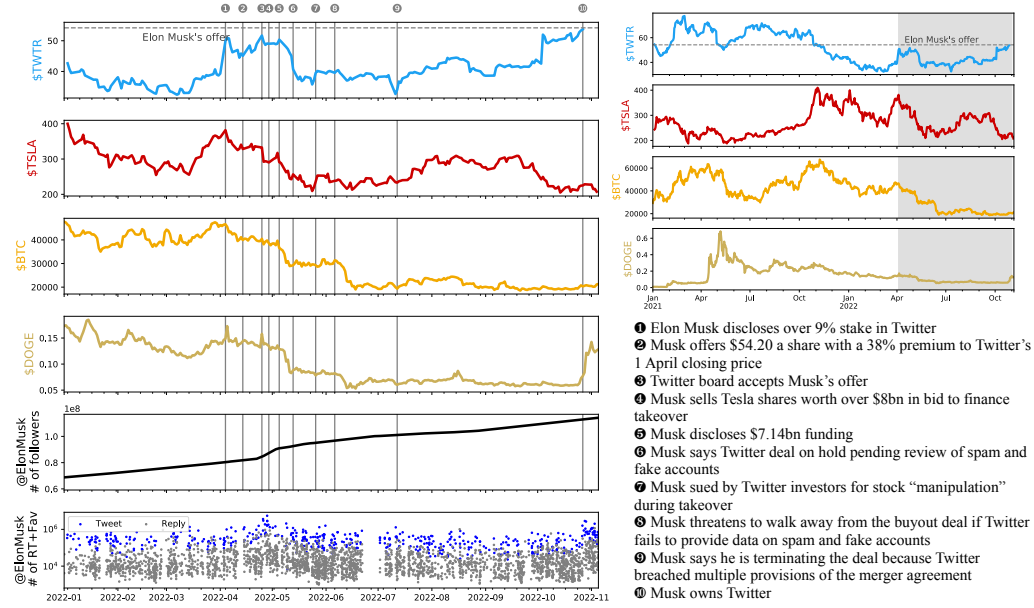 ❶ ❷ ❸ ❹ ❺ ❻ ❼ ❽ ❾ ❿
Elon Musk's offer
$TWTR
60
40
$TSLA
400
300
200
$BTC
40000
30000
20000
$DOGE
0.15
0.10
0.05
1e8
@ElonMusk
# of followers
1.0
0.8
0.6
@ElonMusk
# of RT+Fav
10⁶
10⁴
Tweet Reply
2022-01 2022-02 2022-03 2022-04 2022-05 2022-06 2022-07 2022-08 2022-09 2022-10 2022-11
Elon Musk's offer
$TWTR
60
40
$TSLA
400
300
200
$BTC
60000
40000
20000
$DOGE
0.6
0.4
0.2
0.0
Jan Apr Jul Oct Jan Apr Jul Oct
2021 2022
❶ Elon Musk discloses over 9% stake in Twitter
❷ Musk offers $54.20 a share with a 38% premium to Twitter's
1 April closing price
❸ Twitter board accepts Musk's offer
❹ Musk sells Tesla shares worth over $8bn in bid to finance
takeover
❺ Musk discloses $7.14bn funding
❻ Musk says Twitter deal on hold pending review of spam and
fake accounts
❼ Musk sued by Twitter investors for stock “manipulation”
during takeover
❽ Musk threatens to walk away from the buyout deal if Twitter
fails to provide data on spam and fake accounts
❾ Musk says he is terminating the deal because Twitter
breached multiple provisions of the merger agreement
❿ Musk owns Twitter